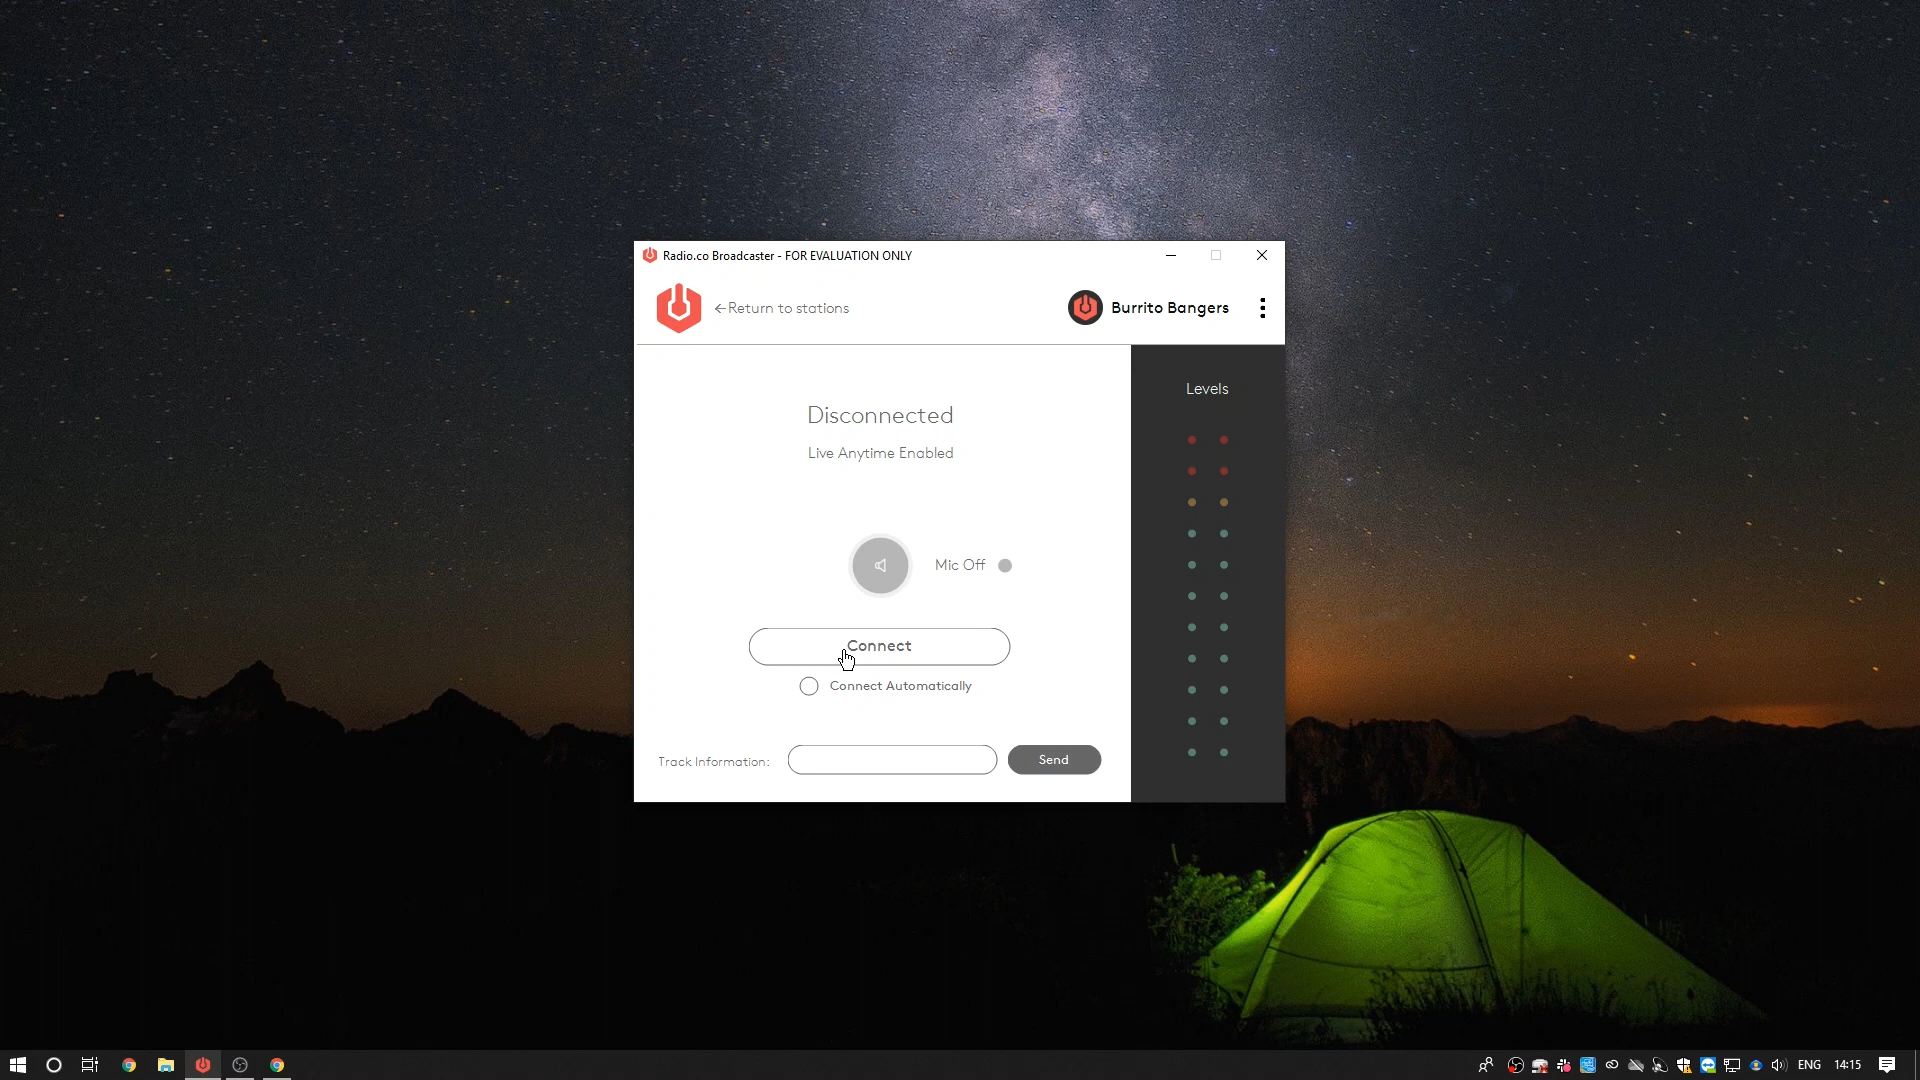 Radio.co Broadcaster - FOR EVALUATION ONLY
←Return to stations
Burrito Bangers
Levels
Disconnected
Live Anytime Enabled
Mic Off
Connect
Connect Automatically
Track Information:
Send
ENG
14:15